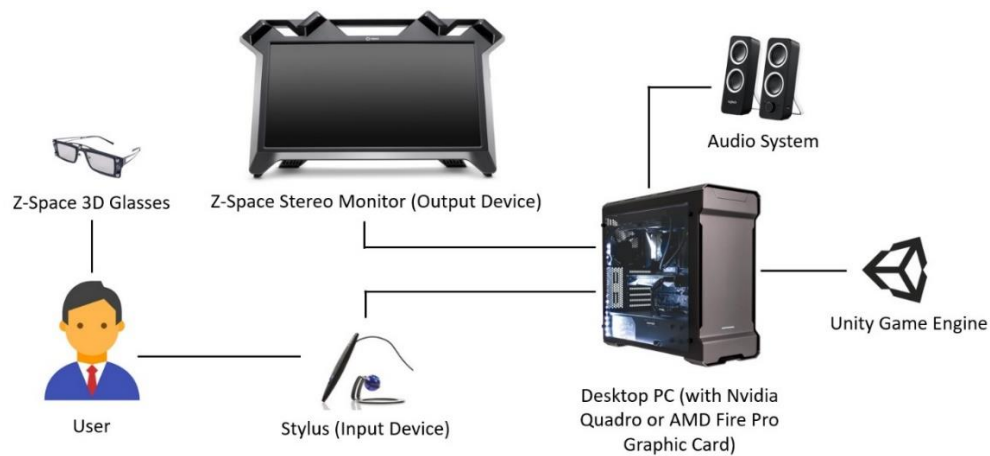 Audio System
Z-Space 3D Glasses
Z-Space Stereo Monitor (Output Device)
Unity Game Engine
User
Stylus (Input Device)
Desktop PC (with Nvidia
Quadro or AMD Fire Pro
Graphic Card)